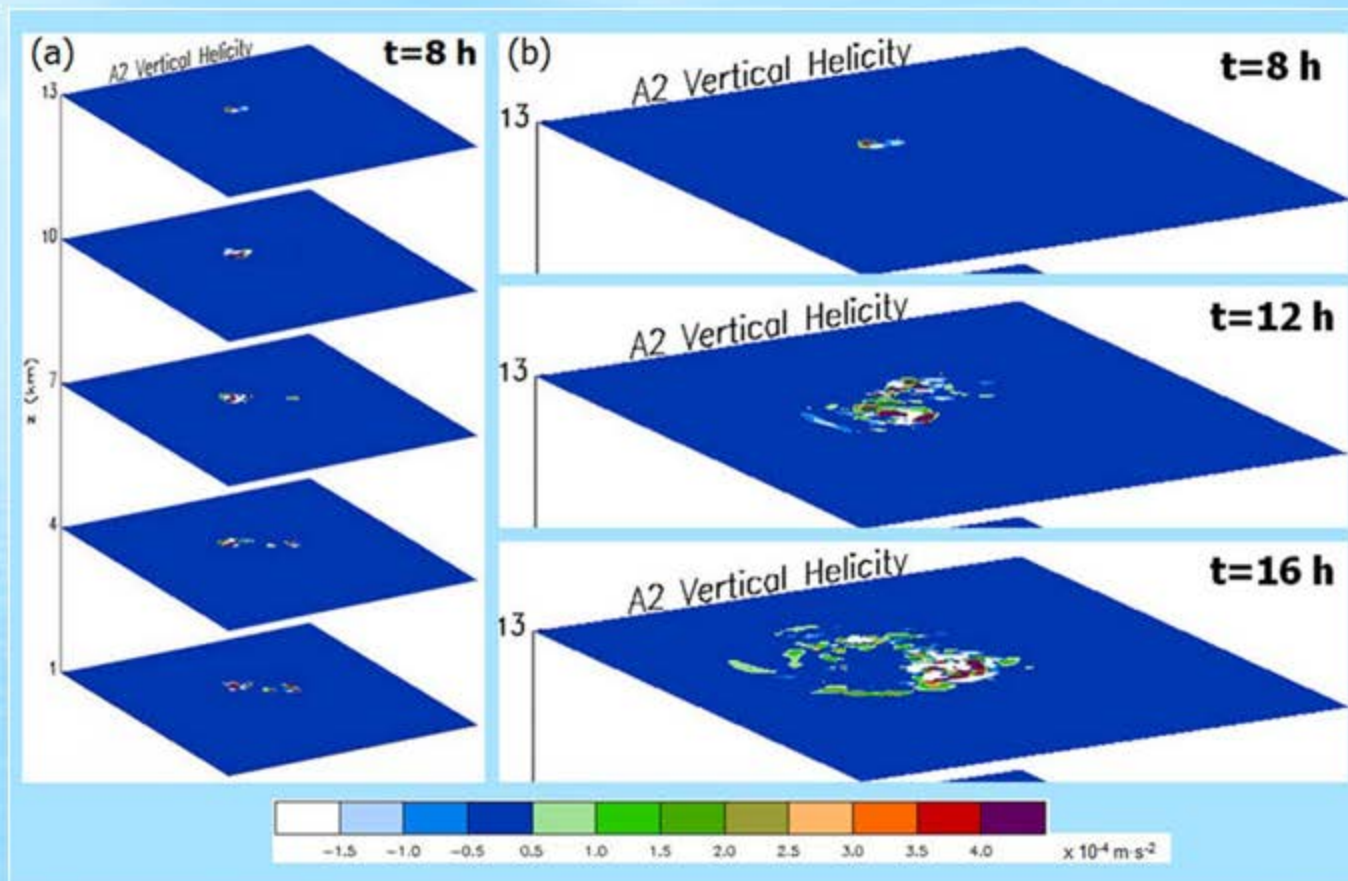 (a)
A2 Vertical Helicity
t=8 h
13
10
7
4
1
z (km)
(b)
A2 Vertical Helicity
t=8 h
13
A2 Vertical Helicity
t=12 h
13
A2 Vertical Helicity
t=16 h
13
-1.5 -1.0 -0.5 0.5 1.0 1.5 2.0 2.5 3.0 3.5 4.0 x 10⁻⁴ m·s⁻²